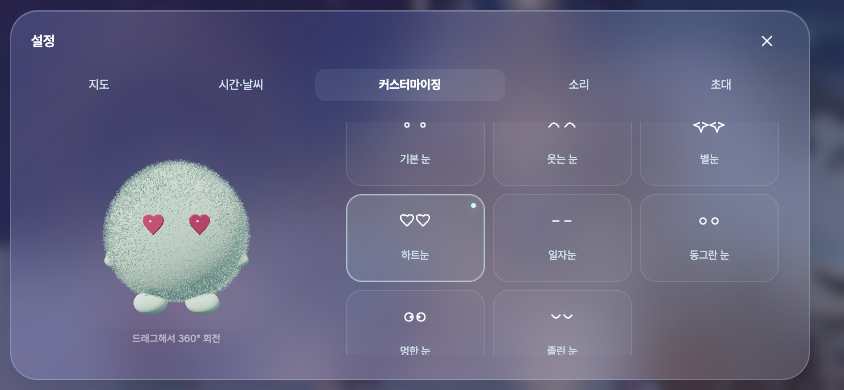 설정
지도
시간·날씨
커스터마이징
소리
초대
기본 눈
웃는 눈
별눈
하트눈
일자눈
동그란 눈
멍한 눈
졸린 눈
드래그해서 360° 회전